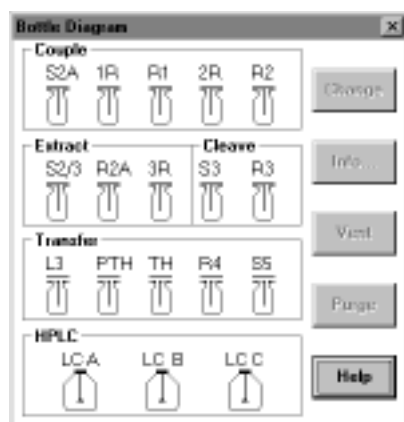 Bottle Diagram
Couple
S2A 1R R1 2R R2
Change
Extract Cleave
S2/3 R2A 3R S3 R3
Info...
Vent
Transfer
L3 PTH TH R4 S5
Purge
HPLC
LC A LC B LC C
Help